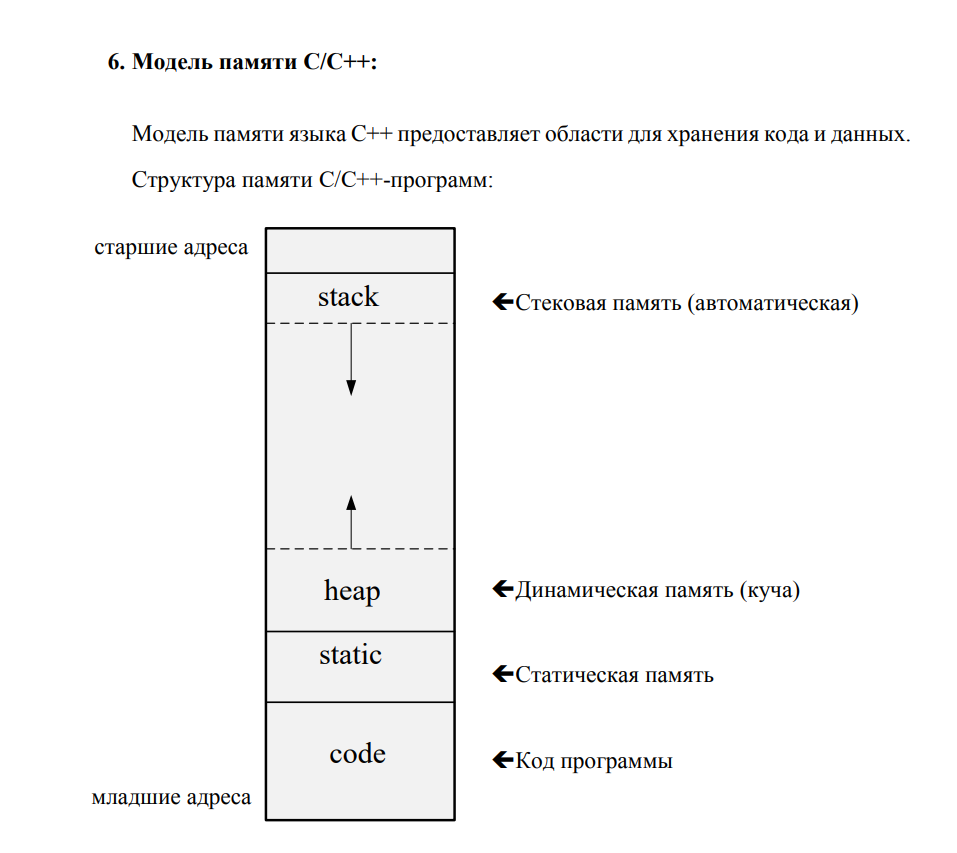 6. Модель памяти C/C++:
Модель памяти языка C++ предоставляет области для хранения кода и данных.
Структура памяти C/C++-программ:
старшие адреса
stack
🡸Стековая память (автоматическая)
heap
🡸Динамическая память (куча)
static
🡸Статическая память
code
🡸Код программы
младшие адреса